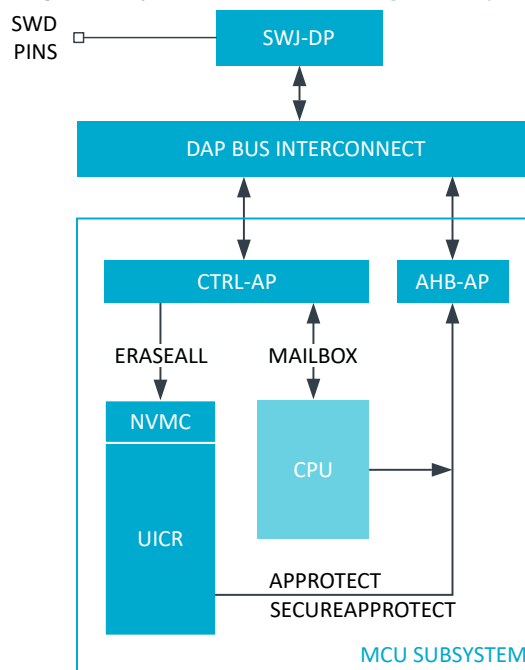 SWD
PINS
SWJ-DP
DAP BUS INTERCONNECT
CTRL-AP
AHB-AP
ERASEALL
MAILBOX
NVMC
CPU
UICR
APPROTECT
SECUREAPPROTECT
MCU SUBSYSTEM